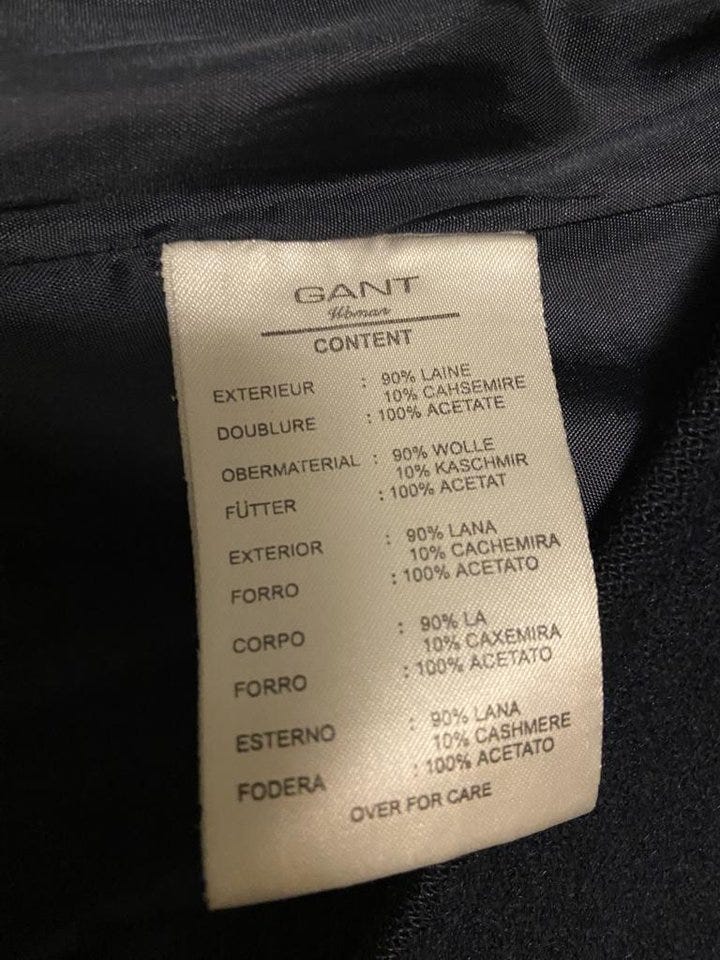 GANT
Woman
CONTENT
EXTERIEUR : 90% LAINE
10% CAHSEMIRE
DOUBLURE : 100% ACETATE
OBERMATERIAL : 90% WOLLE
10% KASCHMIR
FÜTTER : 100% ACETAT
EXTERIOR : 90% LANA
10% CACHEMIRA
FORRO : 100% ACETATO
CORPO : 90% LA
10% CAXEMIRA
FORRO : 100% ACETATO
ESTERNO : 90% LANA
10% CASHMERE
FODERA : 100% ACETATO
OVER FOR CARE